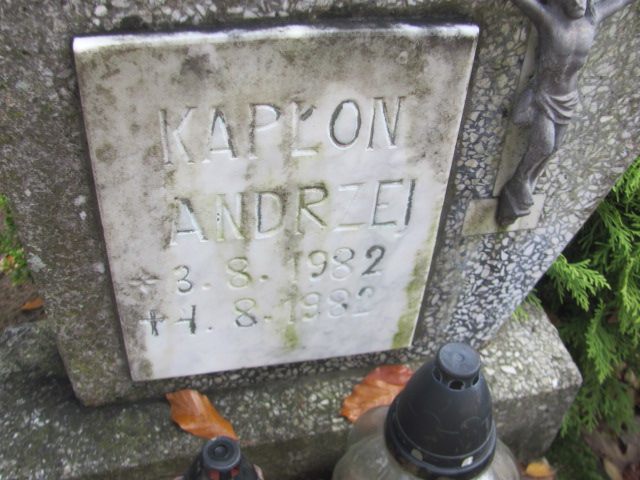 KAPŁON
ANDRZEJ
* 3.8.1982
+ 4.8.1982